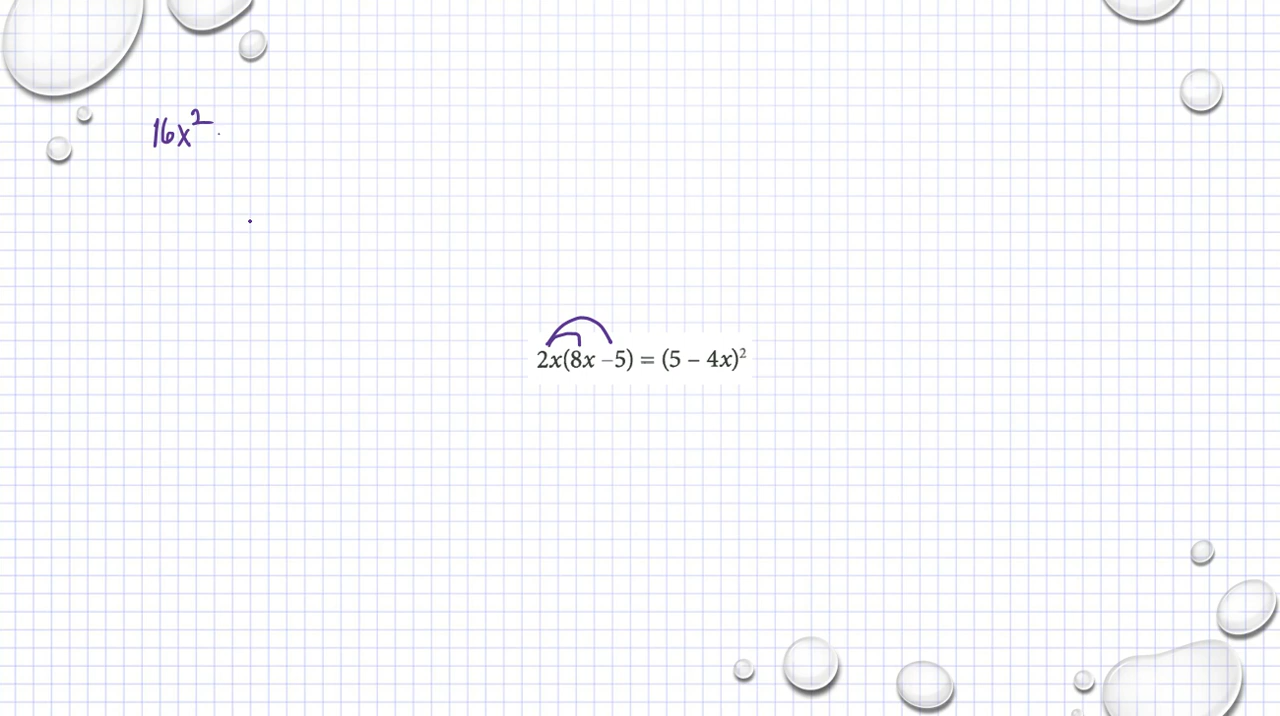 16x²
2x(8x –5) = (5 – 4x)²